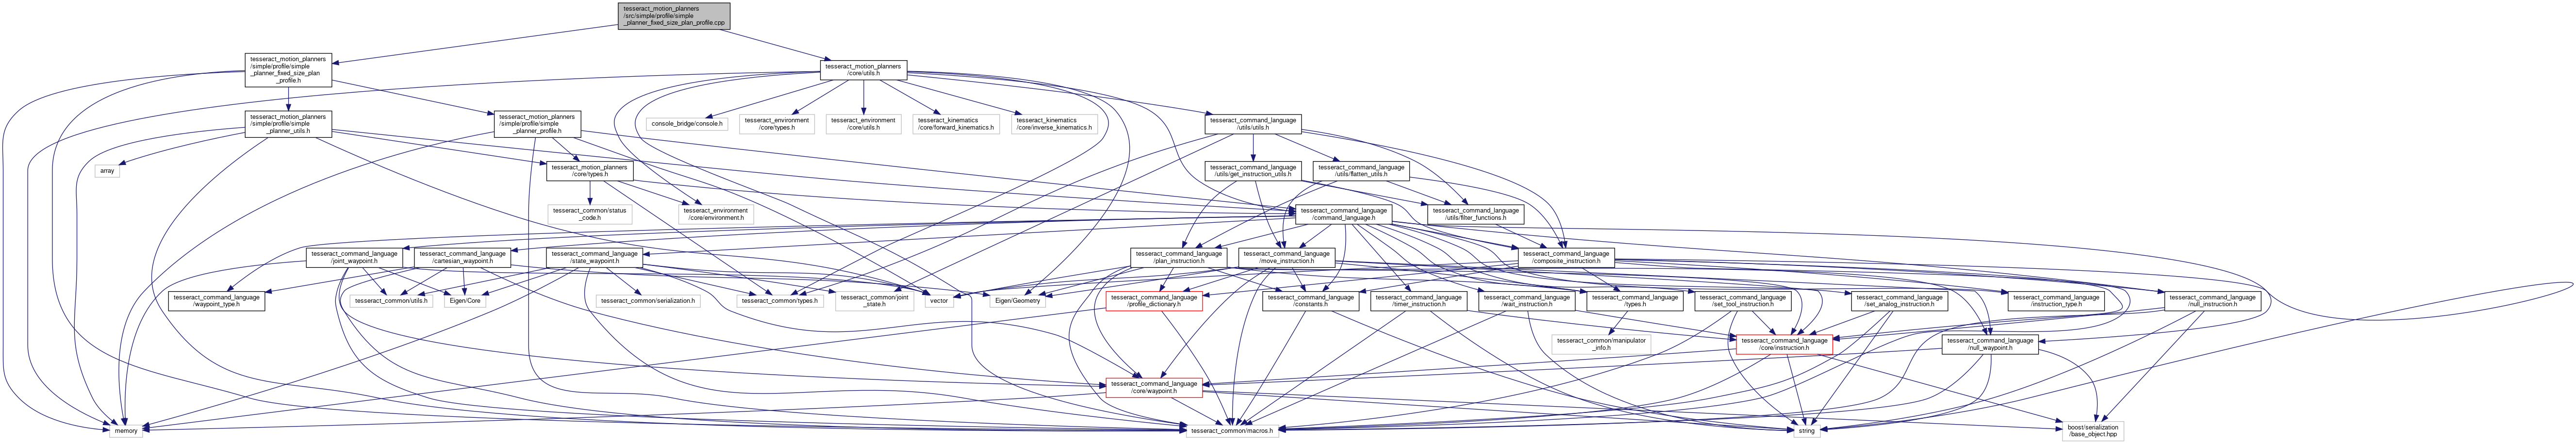 tesseract_motion_planners
/src/simple/profile/simple
_planner_fixed_size_plan_profile.cpp
tesseract_motion_planners
/simple/profile/simple
_planner_fixed_size_plan
_profile.h
tesseract_motion_planners
/core/utils.h
tesseract_motion_planners
/simple/profile/simple
_planner_utils.h
tesseract_motion_planners
/simple/profile/simple
_planner_profile.h
console_bridge/console.h
tesseract_environment
/core/types.h
tesseract_environment
/core/utils.h
tesseract_kinematics
/core/forward_kinematics.h
tesseract_kinematics
/core/inverse_kinematics.h
tesseract_command_language
/utils/utils.h
array
tesseract_motion_planners
/core/types.h
tesseract_command_language
/utils/get_instruction_utils.h
tesseract_command_language
/utils/flatten_utils.h
tesseract_common/status
_code.h
tesseract_environment
/core/environment.h
tesseract_command_language
/command_language.h
tesseract_command_language
/utils/filter_functions.h
tesseract_command_language
/joint_waypoint.h
tesseract_command_language
/cartesian_waypoint.h
tesseract_command_language
/state_waypoint.h
tesseract_command_language
/plan_instruction.h
tesseract_command_language
/move_instruction.h
tesseract_command_language
/composite_instruction.h
tesseract_command_language
/waypoint_type.h
tesseract_common/utils.h
Eigen/Core
tesseract_common/serialization.h
tesseract_common/types.h
tesseract_common/joint
_state.h
vector
Eigen/Geometry
tesseract_command_language
/profile_dictionary.h
tesseract_command_language
/constants.h
tesseract_command_language
/timer_instruction.h
tesseract_command_language
/wait_instruction.h
tesseract_command_language
/types.h
tesseract_command_language
/set_tool_instruction.h
tesseract_command_language
/set_analog_instruction.h
tesseract_command_language
/instruction_type.h
tesseract_command_language
/null_instruction.h
tesseract_common/manipulator
_info.h
tesseract_command_language
/core/instruction.h
tesseract_command_language
/null_waypoint.h
tesseract_command_language
/core/waypoint.h
memory
tesseract_common/macros.h
string
boost/serialization
/base_object.hpp